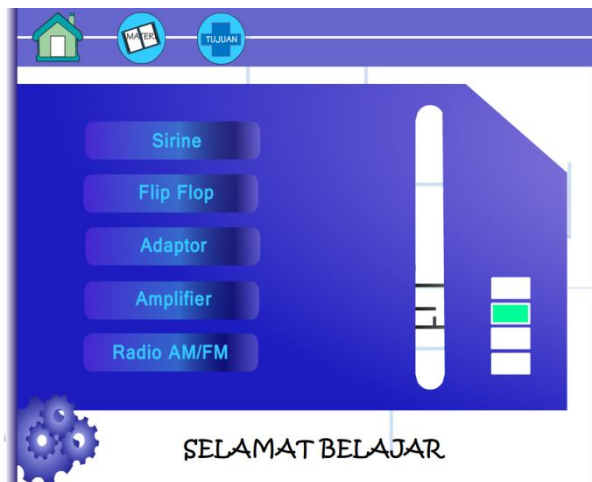 MATERI
TUJUAN
Sirine
Flip Flop
Adaptor
Amplifier
Radio AM/FM
SELAMAT BELAJAR